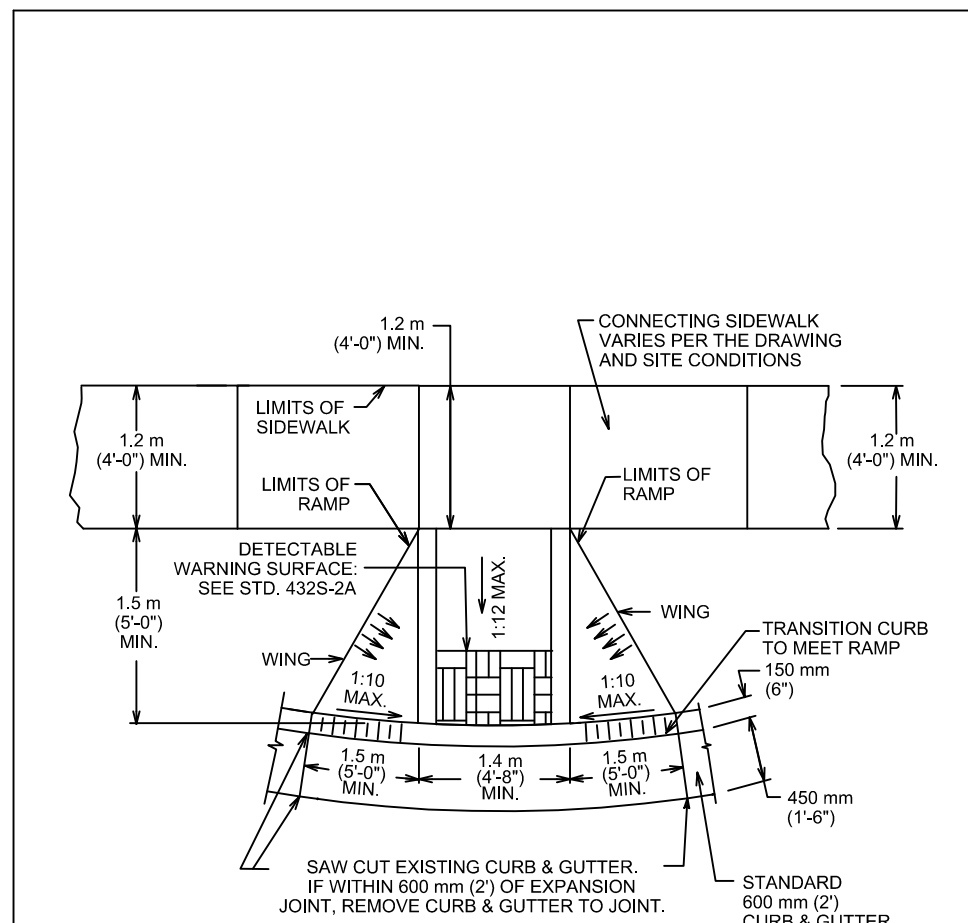 1.2 m
(4'-0") MIN.
CONNECTING SIDEWALK
VARIES PER THE DRAWING
AND SITE CONDITIONS
LIMITS OF
SIDEWALK
1.2 m
(4'-0") MIN.
1.2 m
(4'-0") MIN.
LIMITS OF
RAMP
LIMITS OF
RAMP
DETECTABLE
WARNING SURFACE:
SEE STD. 432S-2A
1:12 MAX.
1.5 m
(5'-0")
MIN.
WING
WING
TRANSITION CURB
TO MEET RAMP
150 mm
(6")
1:10
MAX.
1:10
MAX.
1.5 m
(5'-0")
MIN.
1.4 m
(4'-8")
MIN.
1.5 m
(5'-0")
MIN.
450 mm
(1'-6")
SAW CUT EXISTING CURB & GUTTER.
IF WITHIN 600 mm (2') OF EXPANSION
JOINT, REMOVE CURB & GUTTER TO JOINT.
STANDARD
600 mm (2')
CURB & GUTTER